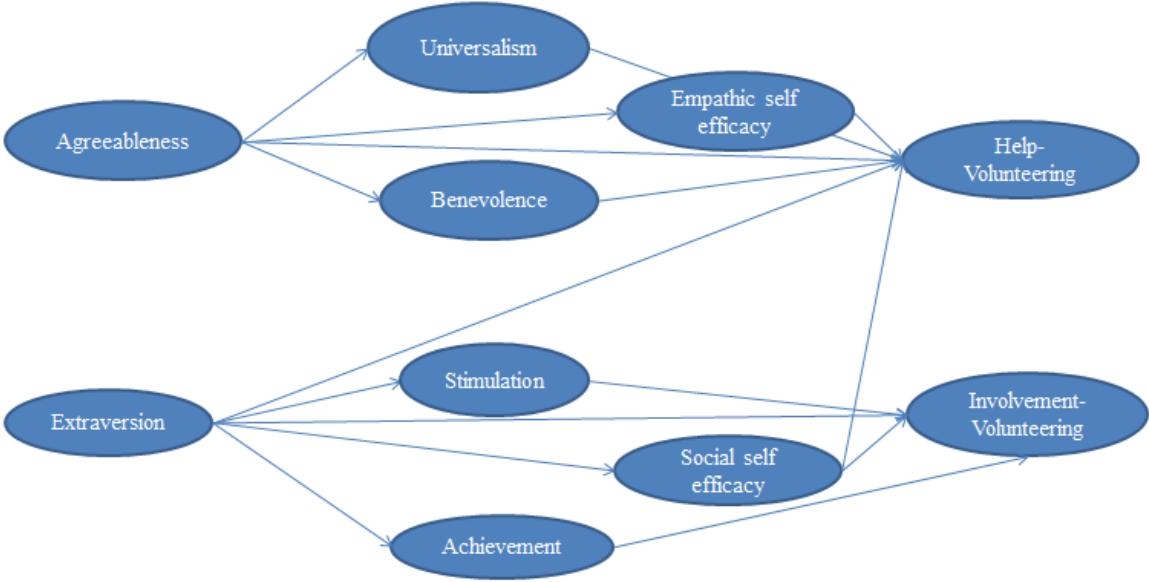 Universalism
Empathic self
efficacy
Agreeableness
Help-
Volunteering
Benevolence
Stimulation
Extraversion
Involvement-
Volunteering
Social self
efficacy
Achievement